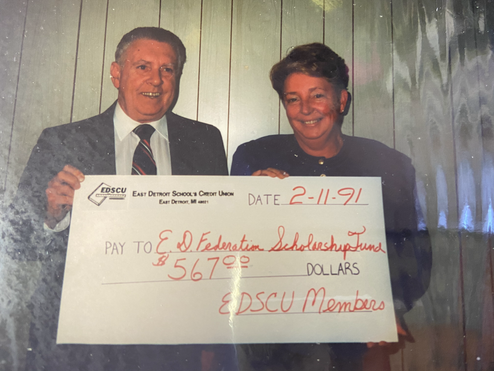 EDSCU
EAST DETROIT SCHOOL'S CREDIT UNION
EAST DETROIT, MI 48021
DATE 2-11-91
PAY TO E.D. Federation Scholarship Fund
$567.00 DOLLARS
EDSCU Members